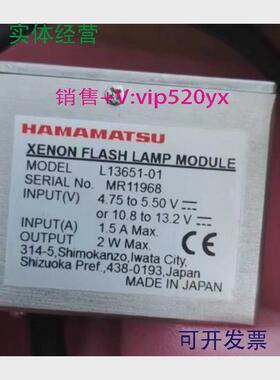 实体经营
销售+V:vip520yx
HAMAMATSU
XENON FLASH LAMP MODULE
MODEL L13651-01
SERIAL No. MR11968
INPUT(V) 4.75 to 5.50 V
or 10.8 to 13.2 V
INPUT(A) 1.5 A Max.
OUTPUT 2 W Max.
CE
314-5,Shimokanzo,Iwata City,
Shizuoka Pref.,438-0193,Japan
MADE IN JAPAN
可开发票